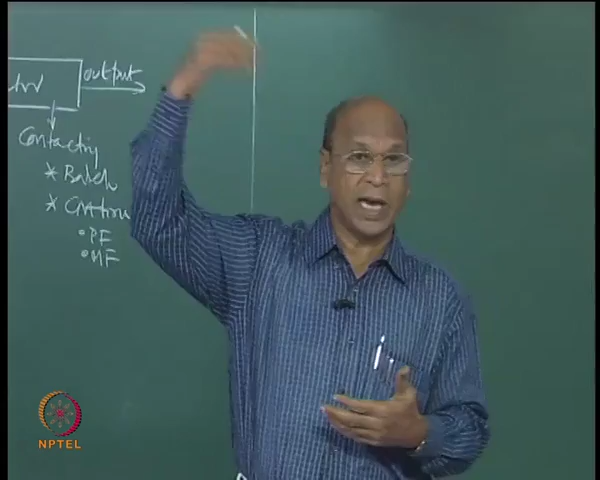 output
Contacting
* Batch
* Continu
• PF
• MF
NPTEL